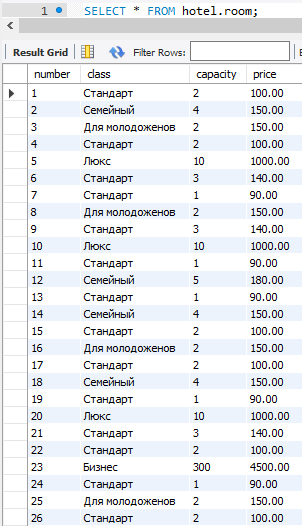 1 SELECT * FROM hotel.room;
Result Grid Filter Rows:
number class capacity price
1 Стандарт 2 100.00
2 Семейный 4 150.00
3 Для молодоженов 2 150.00
4 Стандарт 2 100.00
5 Люкс 10 1000.00
6 Стандарт 3 140.00
7 Стандарт 1 90.00
8 Для молодоженов 2 150.00
9 Стандарт 3 140.00
10 Люкс 10 1000.00
11 Стандарт 1 90.00
12 Семейный 5 180.00
13 Стандарт 1 90.00
14 Семейный 4 150.00
15 Стандарт 2 100.00
16 Для молодоженов 2 150.00
17 Стандарт 2 100.00
18 Семейный 4 150.00
19 Стандарт 1 90.00
20 Люкс 10 1000.00
21 Стандарт 3 140.00
22 Стандарт 2 100.00
23 Бизнес 300 4500.00
24 Стандарт 1 90.00
25 Для молодоженов 2 150.00
26 Стандарт 2 100.00